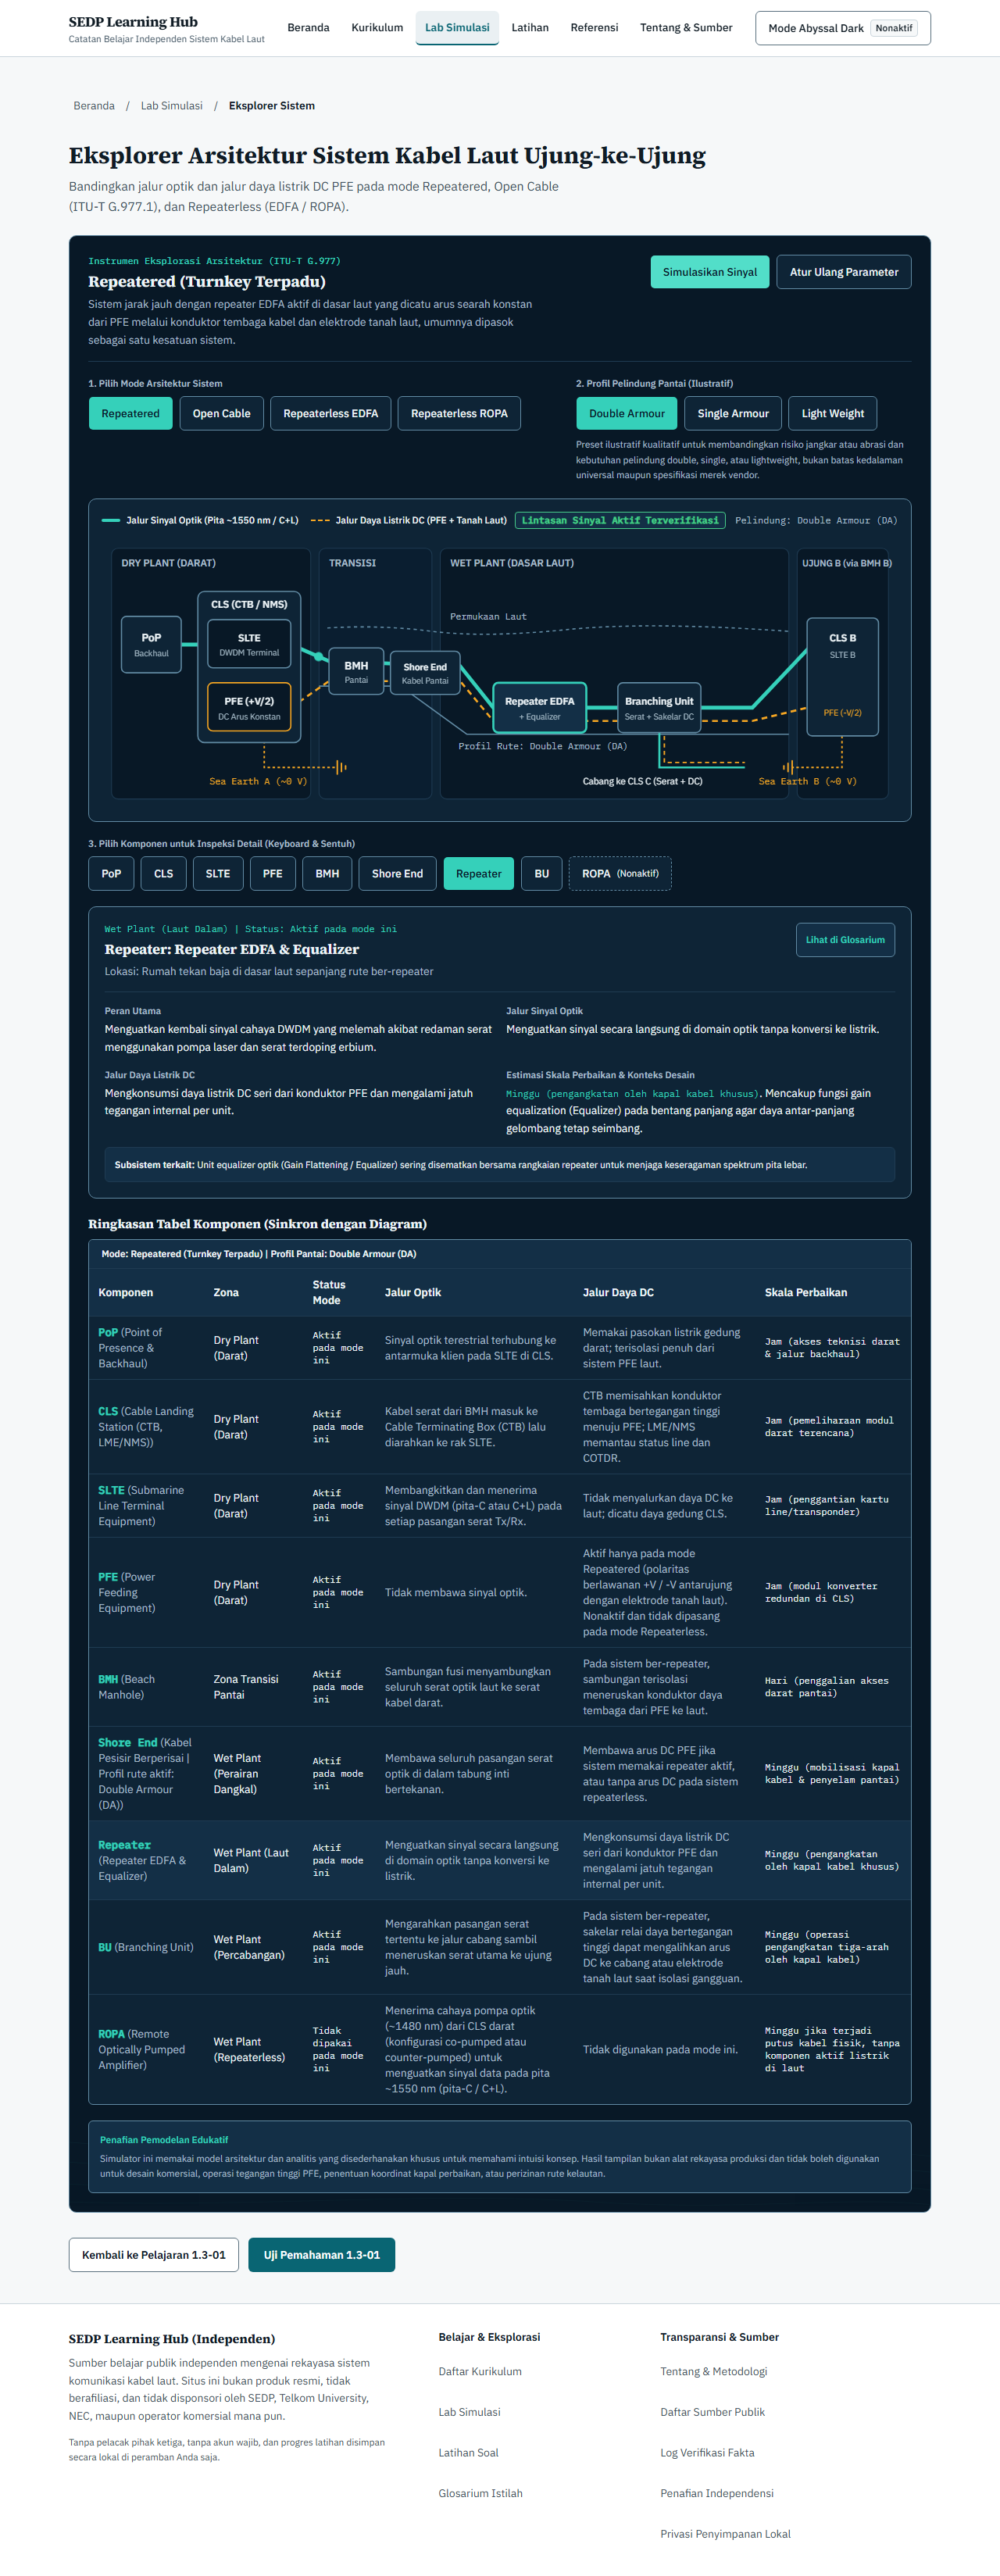 SEDP Learning Hub
Catatan Belajar Independen Sistem Kabel Laut
Beranda
Kurikulum
Lab Simulasi
Latihan
Referensi
Tentang & Sumber
Mode Abyssal Dark Nonaktif
Beranda / Lab Simulasi / Eksplorer Sistem
Eksplorer Arsitektur Sistem Kabel Laut Ujung-ke-Ujung
Bandingkan jalur optik dan jalur daya listrik DC PFE pada mode Repeatered, Open Cable
(ITU-T G.977.1), dan Repeaterless (EDFA / ROPA).
Instrumen Eksplorasi Arsitektur (ITU-T G.977)
Repeatered (Turnkey Terpadu)
Sistem jarak jauh dengan repeater EDFA aktif di dasar laut yang dicatu arus searah konstan
dari PFE melalui konduktor tembaga kabel dan elektrode tanah laut, umumnya dipasok
sebagai satu kesatuan sistem.
Simulasikan Sinyal
Atur Ulang Parameter
1. Pilih Mode Arsitektur Sistem
Repeatered
Open Cable
Repeaterless EDFA
Repeaterless ROPA
2. Profil Pelindung Pantai (Ilustratif)
Double Armour
Single Armour
Light Weight
Preset ilustratif kualitatif untuk membandingkan risiko jangkar atau abrasi dan
kebutuhan pelindung double, single, atau lightweight, bukan batas kedalaman
universal maupun spesifikasi merek vendor.
Jalur Sinyal Optik (Pita ~1550 nm / C+L)
Jalur Daya Listrik DC (PFE + Tanah Laut)
Lintasan Sinyal Aktif Terverifikasi
Pelindung: Double Armour (DA)
DRY PLANT (DARAT)
TRANSISI
WET PLANT (DASAR LAUT)
UJUNG B (via BMH B)
CLS (CTB / NMS)
PoP
Backhaul
SLTE
DWDM Terminal
PFE (+V/2)
DC Arus Konstan
BMH
Pantai
Shore End
Kabel Pantai
Permukaan Laut
Repeater EDFA
+ Equalizer
Branching Unit
Serat + Sakelar DC
CLS B
SLTE B
PFE (-V/2)
Profil Rute: Double Armour (DA)
Sea Earth A (~0 V)
Cabang ke CLS C (Serat + DC)
Sea Earth B (~0 V)
3. Pilih Komponen untuk Inspeksi Detail (Keyboard & Sentuh)
PoP
CLS
SLTE
PFE
BMH
Shore End
Repeater
BU
ROPA (Nonaktif)
Wet Plant (Laut Dalam) | Status: Aktif pada mode ini
Repeater: Repeater EDFA & Equalizer
Lokasi: Rumah tekan baja di dasar laut sepanjang rute ber-repeater
Lihat di Glosarium
Peran Utama
Menguatkan kembali sinyal cahaya DWDM yang melemah akibat redaman serat
menggunakan pompa laser dan serat terdoping erbium.
Jalur Sinyal Optik
Menguatkan sinyal secara langsung di domain optik tanpa konversi ke listrik.
Jalur Daya Listrik DC
Mengkonsumsi daya listrik DC seri dari konduktor PFE dan mengalami jatuh
tegangan internal per unit.
Estimasi Skala Perbaikan & Konteks Desain
Minggu (pengangkatan oleh kapal kabel khusus). Mencakup fungsi gain
equalization (Equalizer) pada bentang panjang agar daya antar-panjang
gelombang tetap seimbang.
Subsistem terkait: Unit equalizer optik (Gain Flattening / Equalizer) sering disematkan bersama rangkaian repeater untuk menjaga keseragaman spektrum pita lebar.
Ringkasan Tabel Komponen (Sinkron dengan Diagram)
Mode: Repeatered (Turnkey Terpadu) | Profil Pantai: Double Armour (DA)
Komponen
Zona
Status
Mode
Jalur Optik
Jalur Daya DC
Skala Perbaikan
PoP (Point of
Presence &
Backhaul)
Dry Plant
(Darat)
Aktif
pada mode
ini
Sinyal optik terestrial terhubung ke
antarmuka klien pada SLTE di CLS.
Memakai pasokan listrik gedung
darat; terisolasi penuh dari
sistem PFE laut.
Jam (akses teknisi darat
& jalur backhaul)
CLS (Cable Landing
Station (CTB,
LME/NMS))
Dry Plant
(Darat)
Aktif
pada mode
ini
Kabel serat dari BMH masuk ke
Cable Terminating Box (CTB) lalu
diarahkan ke rak SLTE.
CTB memisahkan konduktor
tembaga bertegangan tinggi
menuju PFE; LME/NMS
memantau status line dan
COTDR.
Jam (pemeliharaan modul
darat terencana)
SLTE (Submarine
Line Terminal
Equipment)
Dry Plant
(Darat)
Aktif
pada mode
ini
Membangkitkan dan menerima
sinyal DWDM (pita-C atau C+L) pada
setiap pasangan serat Tx/Rx.
Tidak menyalurkan daya DC ke
laut; dicatu daya gedung CLS.
Jam (penggantian kartu
line/transponder)
PFE (Power
Feeding
Equipment)
Dry Plant
(Darat)
Aktif
pada mode
ini
Tidak membawa sinyal optik.
Aktif hanya pada mode
Repeatered (polaritas
berlawanan +V / -V antarujung
dengan elektrode tanah laut).
Nonaktif dan tidak dipasang
pada mode Repeaterless.
Jam (modul konverter
redundan di CLS)
BMH (Beach
Manhole)
Zona Transisi
Pantai
Aktif
pada mode
ini
Sambungan fusi menyambungkan
seluruh serat optik laut ke serat
kabel darat.
Pada sistem ber-repeater,
sambungan terisolasi
meneruskan konduktor daya
tembaga dari PFE ke laut.
Hari (penggalian akses
darat pantai)
Shore End (Kabel
Pesisir Berperisai |
Profil rute aktif:
Double Armour
(DA))
Wet Plant
(Perairan
Dangkal)
Aktif
pada mode
ini
Membawa seluruh pasangan serat
optik di dalam tabung inti
bertekanan.
Membawa arus DC PFE jika
sistem memakai repeater aktif,
atau tanpa arus DC pada sistem
repeaterless.
Minggu (mobilisasi kapal
kabel & penyelam pantai)
Repeater
(Repeater EDFA &
Equalizer)
Wet Plant (Laut
Dalam)
Aktif
pada mode
ini
Menguatkan sinyal secara langsung
di domain optik tanpa konversi ke
listrik.
Mengkonsumsi daya listrik DC
seri dari konduktor PFE dan
mengalami jatuh tegangan
internal per unit.
Minggu (pengangkatan
oleh kapal kabel khusus)
BU (Branching Unit)
Wet Plant
(Percabangan)
Aktif
pada mode
ini
Mengarahkan pasangan serat
tertentu ke jalur cabang sambil
meneruskan serat utama ke ujung
jauh.
Pada sistem ber-repeater,
sakelar relai daya bertegangan
tinggi dapat mengalihkan arus
DC ke cabang atau elektrode
tanah laut saat isolasi gangguan.
Minggu (operasi
pengangkatan tiga-arah
oleh kapal kabel)
ROPA (Remote
Optically Pumped
Amplifier)
Wet Plant
(Repeaterless)
Tidak
dipakai
pada mode
ini
Menerima cahaya pompa optik
(~1480 nm) dari CLS darat
(konfigurasi co-pumped atau
counter-pumped) untuk
menguatkan sinyal data pada pita
~1550 nm (pita-C / C+L).
Tidak digunakan pada mode ini.
Minggu jika terjadi
putus kabel fisik, tanpa
komponen aktif listrik
di laut
Penafian Pemodelan Edukatif
Simulator ini memakai model arsitektur dan analitis yang disederhanakan khusus untuk memahami intuisi konsep. Hasil tampilan bukan alat rekayasa produksi dan tidak boleh digunakan
untuk desain komersial, operasi tegangan tinggi PFE, penentuan koordinat kapal perbaikan, atau perizinan rute kelautan.
Kembali ke Pelajaran 1.3-01
Uji Pemahaman 1.3-01
SEDP Learning Hub (Independen)
Sumber belajar publik independen mengenai rekayasa sistem
komunikasi kabel laut. Situs ini bukan produk resmi, tidak
berafiliasi, dan tidak disponsori oleh SEDP, Telkom University,
NEC, maupun operator komersial mana pun.
Tanpa pelacak pihak ketiga, tanpa akun wajib, dan progres latihan disimpan
secara lokal di peramban Anda saja.
Belajar & Eksplorasi
Daftar Kurikulum
Lab Simulasi
Latihan Soal
Glosarium Istilah
Transparansi & Sumber
Tentang & Metodologi
Daftar Sumber Publik
Log Verifikasi Fakta
Penafian Independensi
Privasi Penyimpanan Lokal